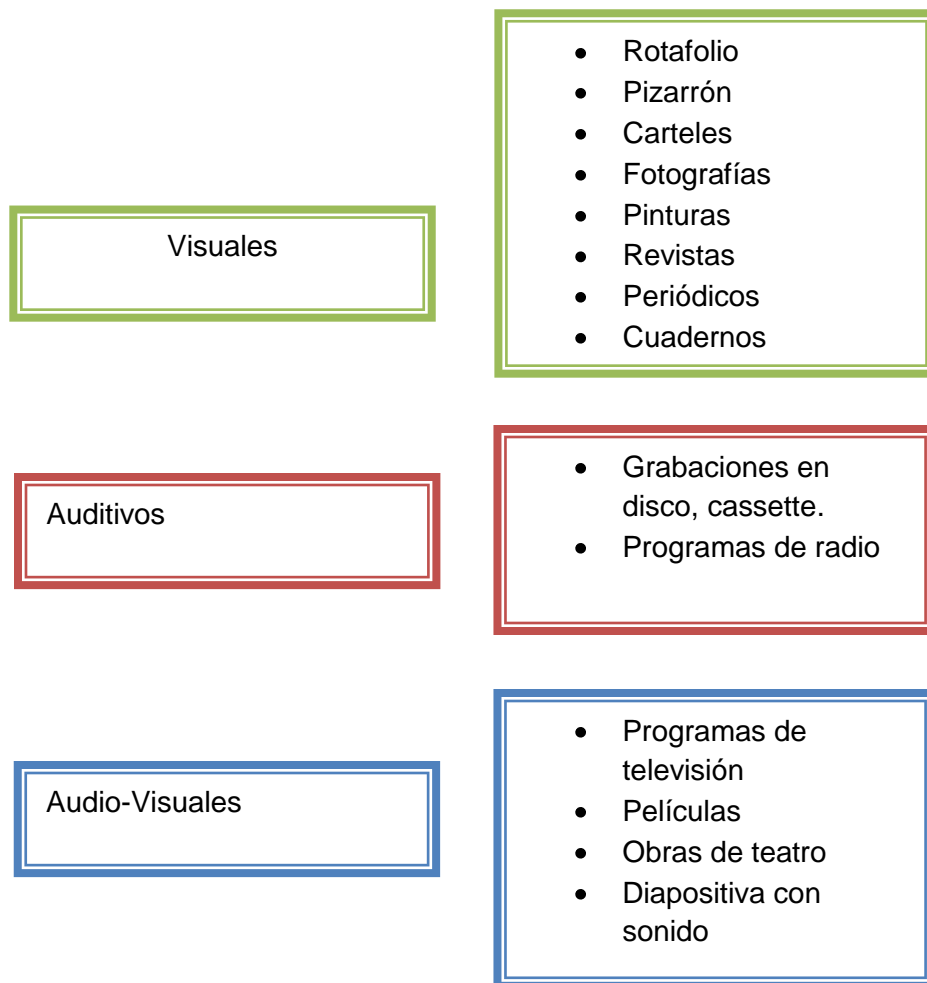 Visuales
• Rotafolio
• Pizarrón
• Carteles
• Fotografías
• Pinturas
• Revistas
• Periódicos
• Cuadernos
Auditivos
• Grabaciones en
disco, cassette.
• Programas de radio
Audio-Visuales
• Programas de
televisión
• Películas
• Obras de teatro
• Diapositiva con
sonido